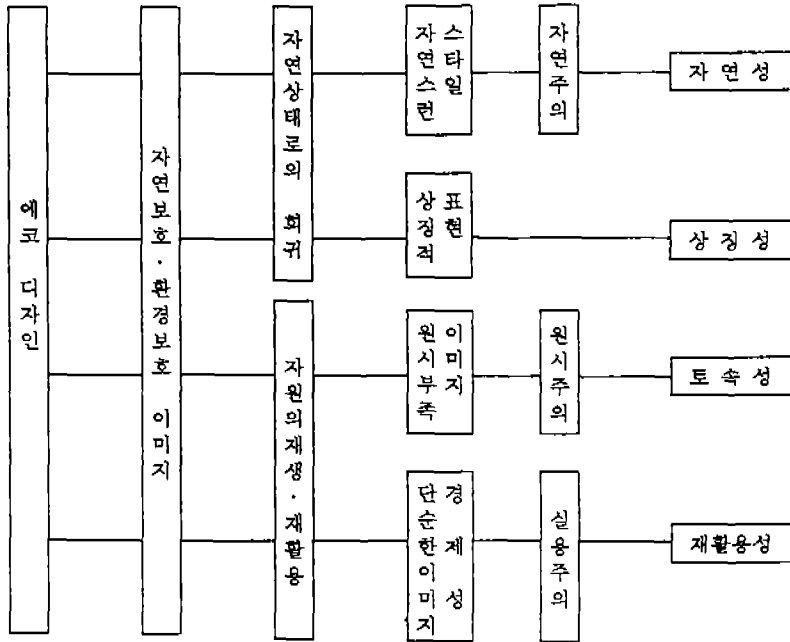 에코 디자인
자연보호·환경보호 이미지
자연상태로의 회귀
자연스런
스타일
자연주의
자연성
상징적
표현
상징성
자원의재생·재활용
원시부족
이미지
원시주의
토속성
단순한이미지
경제성
실용주의
재활용성